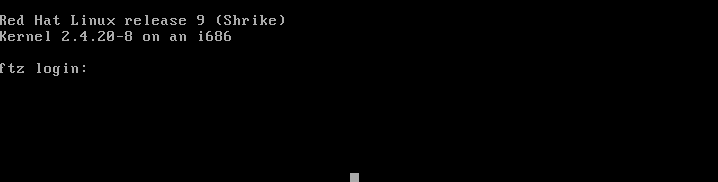 Red Hat Linux release 9 (Shrike)
Kernel 2.4.20-8 on an i686
ftz login: